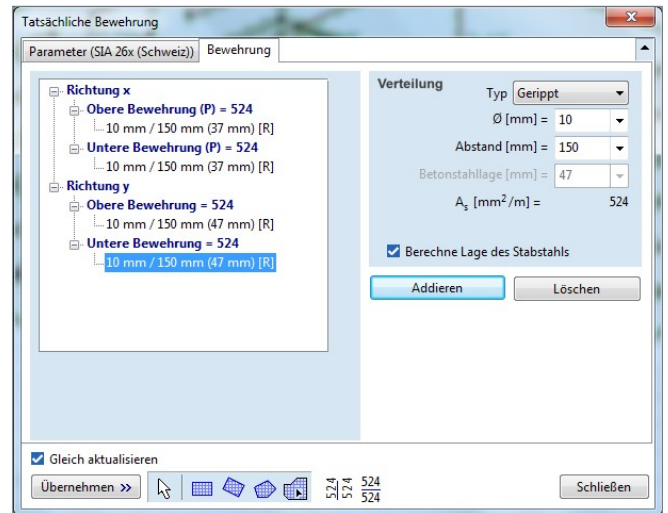 Tatsächliche Bewehrung
Parameter (SIA 26x (Schweiz)) Bewehrung
Richtung x
Obere Bewehrung (P) = 524
10 mm / 150 mm (37 mm) [R]
Untere Bewehrung (P) = 524
10 mm / 150 mm (37 mm) [R]
Richtung y
Obere Bewehrung = 524
10 mm / 150 mm (47 mm) [R]
Untere Bewehrung = 524
10 mm / 150 mm (47 mm) [R]
Verteilung
Typ Gerippt
Ø [mm] = 10
Abstand [mm] = 150
Betonstahllage [mm] = 47
As [mm²/m] = 524
Berechne Lage des Stabstahls
Addieren Löschen
Gleich aktualisieren
Übernehmen >> 524 524 524 524 Schließen